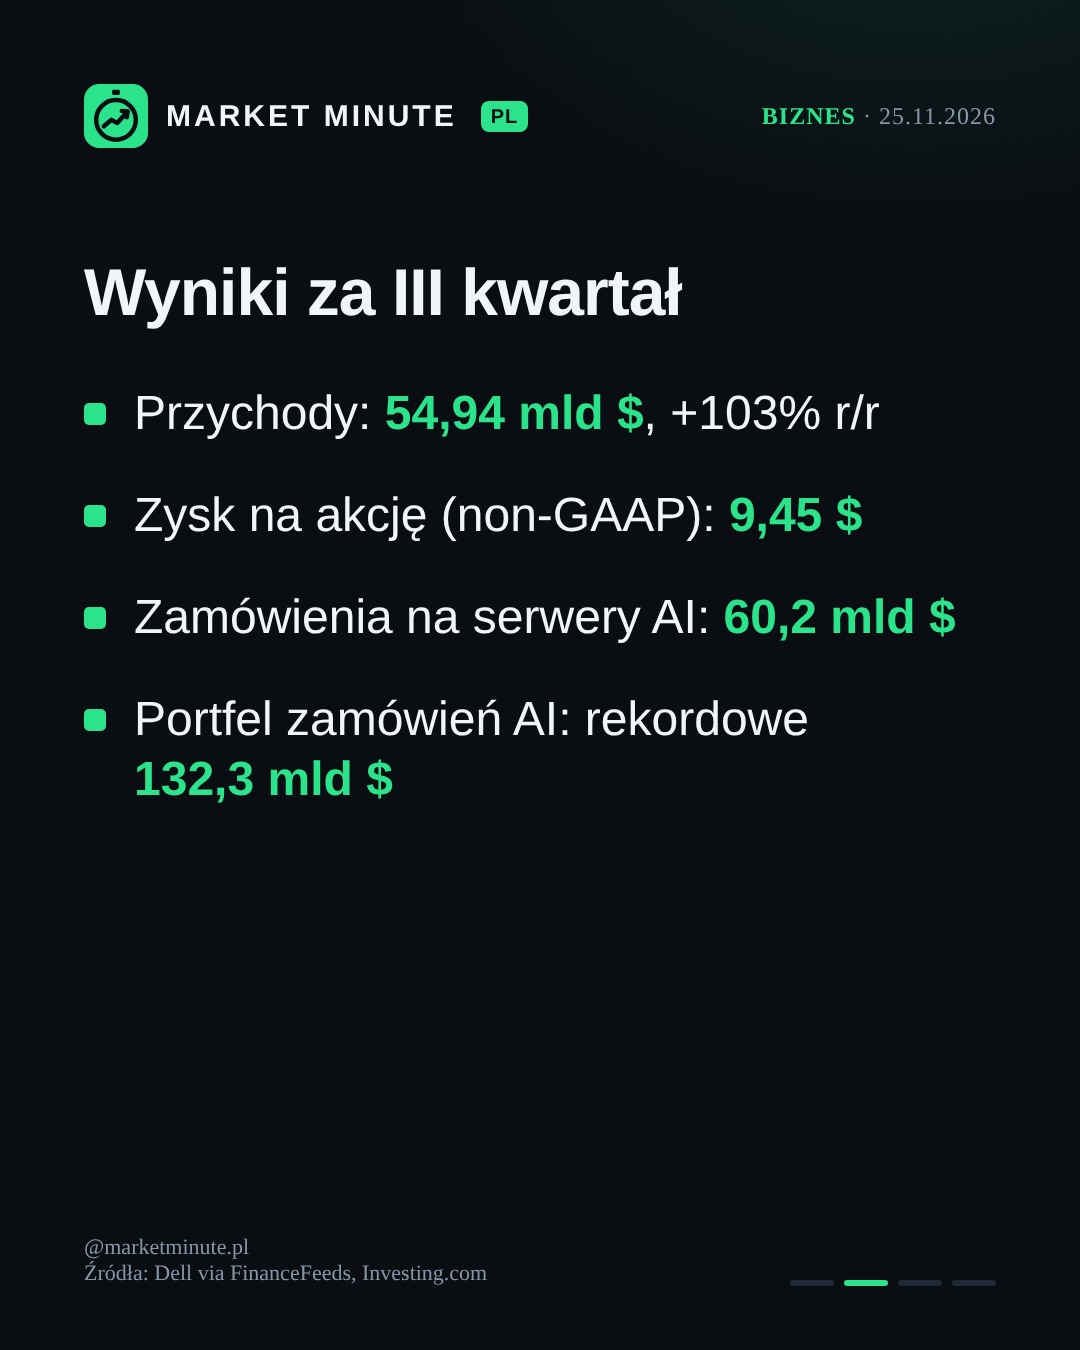 MARKET MINUTE PL
BIZNES · 25.11.2026
Wyniki za III kwartał
Przychody: 54,94 mld $, +103% r/r
Zysk na akcję (non-GAAP): 9,45 $
Zamówienia na serwery AI: 60,2 mld $
Portfel zamówień AI: rekordowe
132,3 mld $
@marketminute.pl
Źródła: Dell via FinanceFeeds, Investing.com